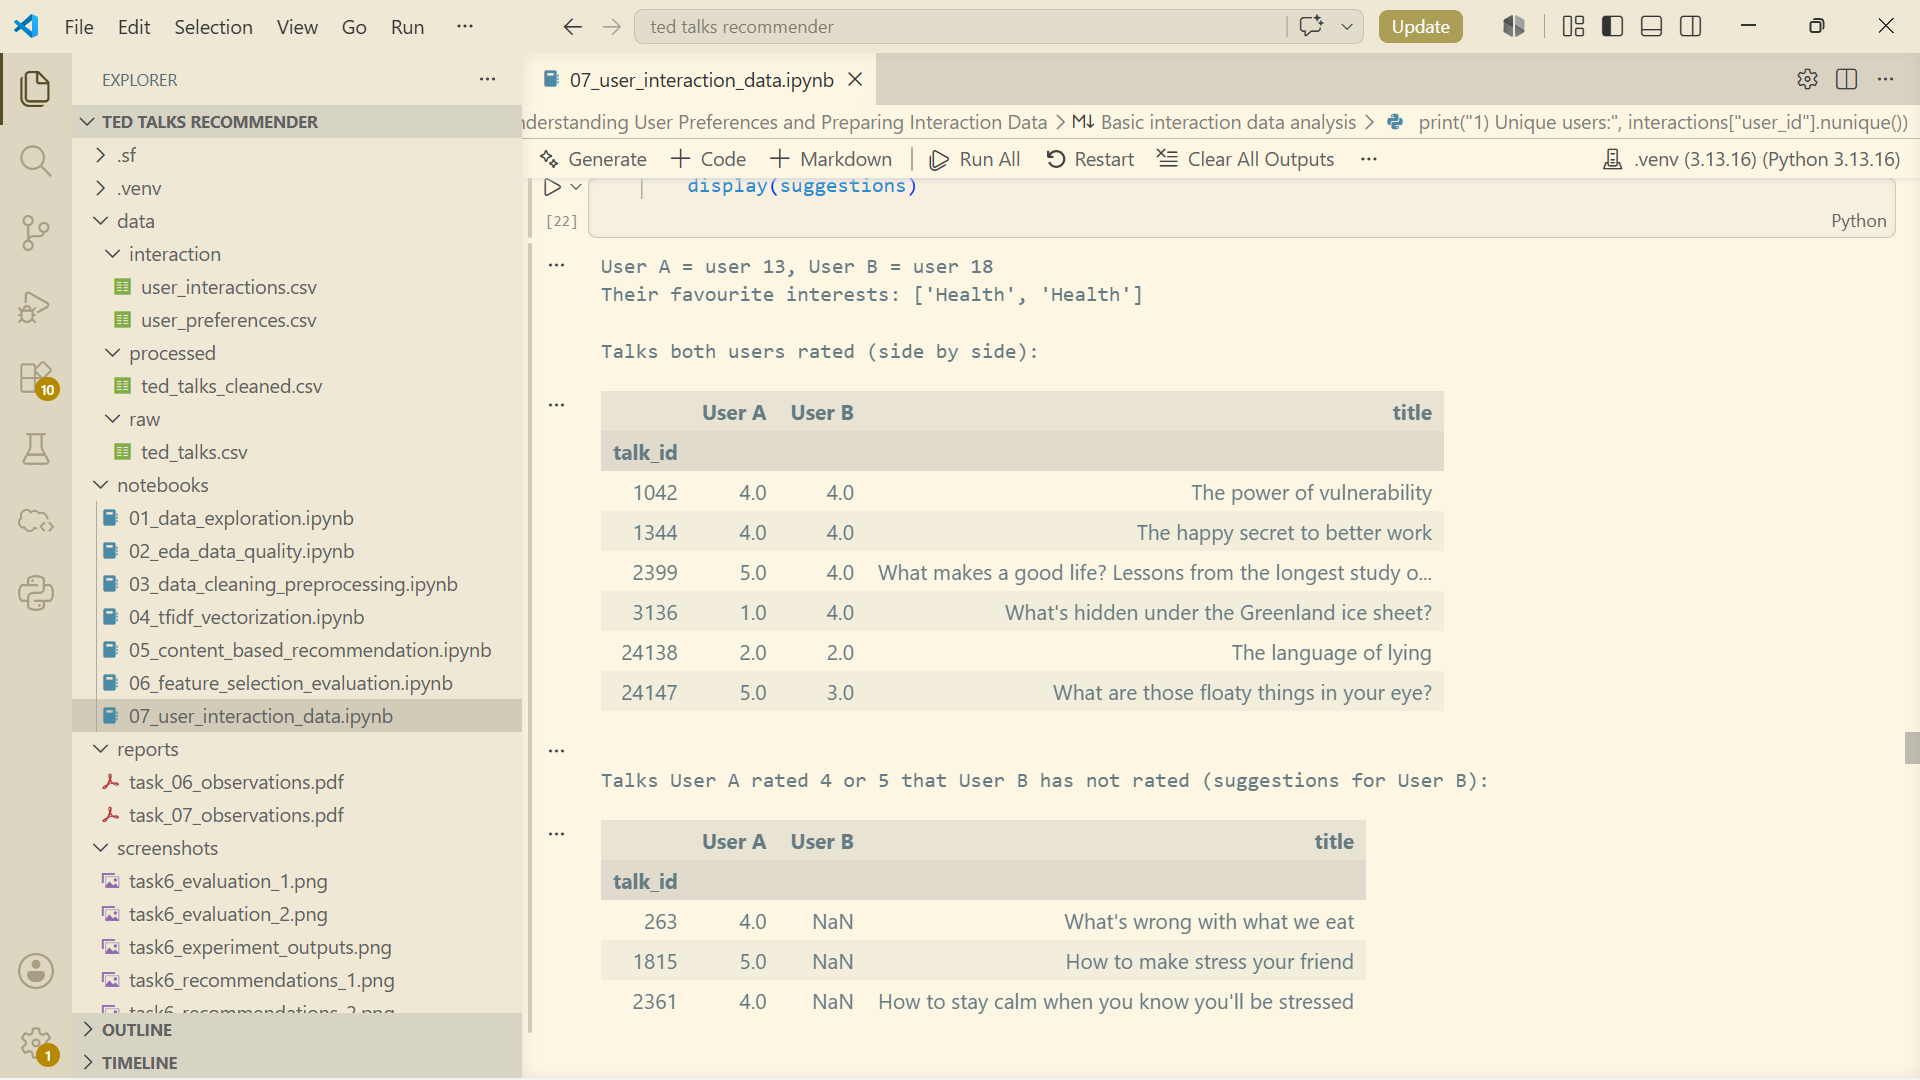 File Edit Selection View Go Run ... ted talks recommender Update
EXPLORER ...
TED TALKS RECOMMENDER
.sf
.venv
data
interaction
user_interactions.csv
user_preferences.csv
processed
ted_talks_cleaned.csv
raw
ted_talks.csv
notebooks
01_data_exploration.ipynb
02_eda_data_quality.ipynb
03_data_cleaning_preprocessing.ipynb
04_tfidf_vectorization.ipynb
05_content_based_recommendation.ipynb
06_feature_selection_evaluation.ipynb
07_user_interaction_data.ipynb
reports
task_06_observations.pdf
task_07_observations.pdf
screenshots
task6_evaluation_1.png
task6_evaluation_2.png
task6_experiment_outputs.png
task6_recommendations_1.png
OUTLINE
TIMELINE
10
1
07_user_interaction_data.ipynb
nderstanding User Preferences and Preparing Interaction Data > M↓ Basic interaction data analysis > print("1) Unique users:", interactions["user_id"].nunique())
Generate + Code + Markdown | Run All Restart Clear All Outputs ... .venv (3.13.16) (Python 3.13.16)
display(suggestions)
[22] Python
User A = user 13, User B = user 18
Their favourite interests: ['Health', 'Health']
Talks both users rated (side by side):
User A User B title
talk_id
1042 4.0 4.0 The power of vulnerability
1344 4.0 4.0 The happy secret to better work
2399 5.0 4.0 What makes a good life? Lessons from the longest study o...
3136 1.0 4.0 What's hidden under the Greenland ice sheet?
24138 2.0 2.0 The language of lying
24147 5.0 3.0 What are those floaty things in your eye?
Talks User A rated 4 or 5 that User B has not rated (suggestions for User B):
User A User B title
talk_id
263 4.0 NaN What's wrong with what we eat
1815 5.0 NaN How to make stress your friend
2361 4.0 NaN How to stay calm when you know you'll be stressed